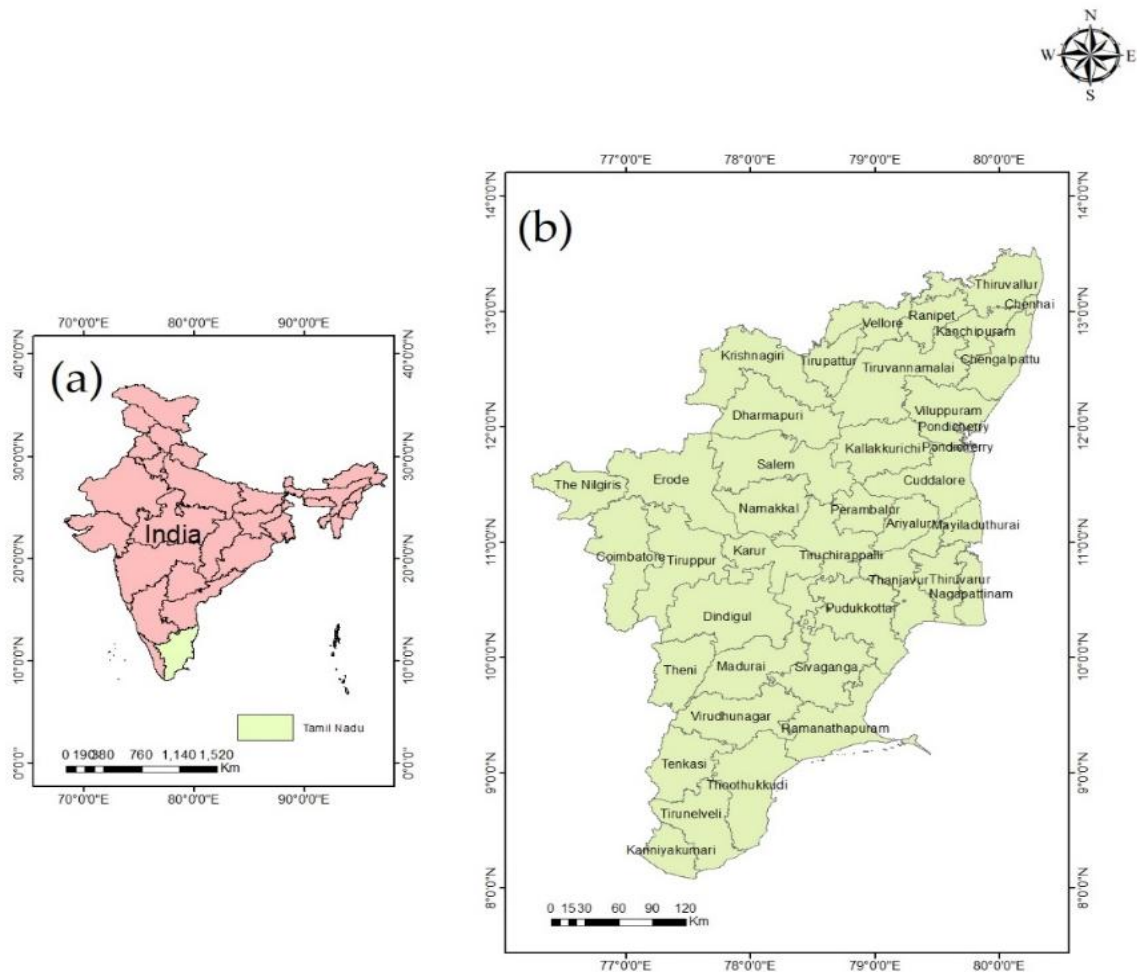 N
W E
S
(a)
70°0'0"E 80°0'0"E 90°0'0"E
40°0'0"N
30°0'0"N
20°0'0"N
10°0'0"N
0°0'0"
40°0'0"N
30°0'0"N
20°0'0"N
10°0'0"N
0°0'0"
India
Tamil Nadu
0 190 380 760 1,140 1,520
Km
70°0'0"E 80°0'0"E 90°0'0"E
(b)
77°0'0"E 78°0'0"E 79°0'0"E 80°0'0"E
14°0'0"N
13°0'0"N
12°0'0"N
11°0'0"N
10°0'0"N
9°0'0"N
8°0'0"N
14°0'0"N
13°0'0"N
12°0'0"N
11°0'0"N
10°0'0"N
9°0'0"N
8°0'0"N
Thiruvallur
Chennai
Ranipet
Vellore
Kanchipuram
Krishnagiri
Tirupattur
Chengalpattu
Tiruvannamalai
Dharmapuri
Viluppuram
Pondichetry
Kallakkurichi
Pondicherry
Salem
The Nilgiris
Erode
Cuddalore
Namakkal
Perambalor
Ariyalur
Mayiladuthurai
Coimbatore
Tiruppur
Karur
Tiruchirappalli
Thanjavur
Thiruvarur
Nagapattinam
Dindigul
Pudukkottai
Theni
Madurai
Sivaganga
Virudhunagar
Ramanathapuram
Tenkasi
Thoothukkudi
Tirunelveli
Kanniyakumari
0 15 30 60 90 120
Km
77°0'0"E 78°0'0"E 79°0'0"E 80°0'0"E